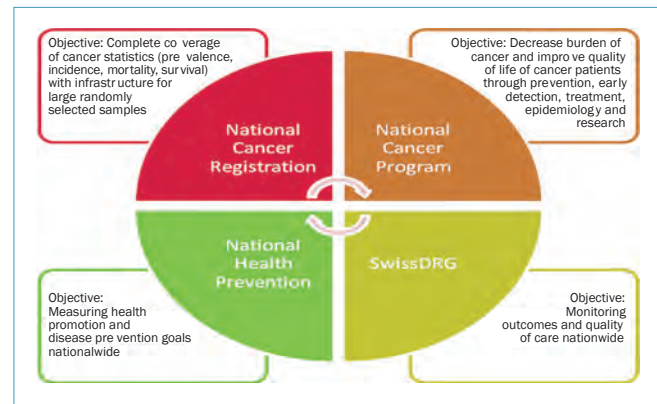 Objective: Complete co verage
of cancer statistics (pre valence,
incidence, mortality, survival)
with infrastructure for
large randomly
selected samples
Objective: Decrease burden of
cancer and impro ve quality
of life of cancer patients
through prevention, early
detection, treatment,
epidemiology and
research
National
Cancer
Registration
National
Cancer
Program
National
Health
Prevention
SwissDRG
Objective:
Measuring health
promotion and
disease pre vention goals
nationalwide
Objective:
Monitoring
outcomes and quality
of care nationwide